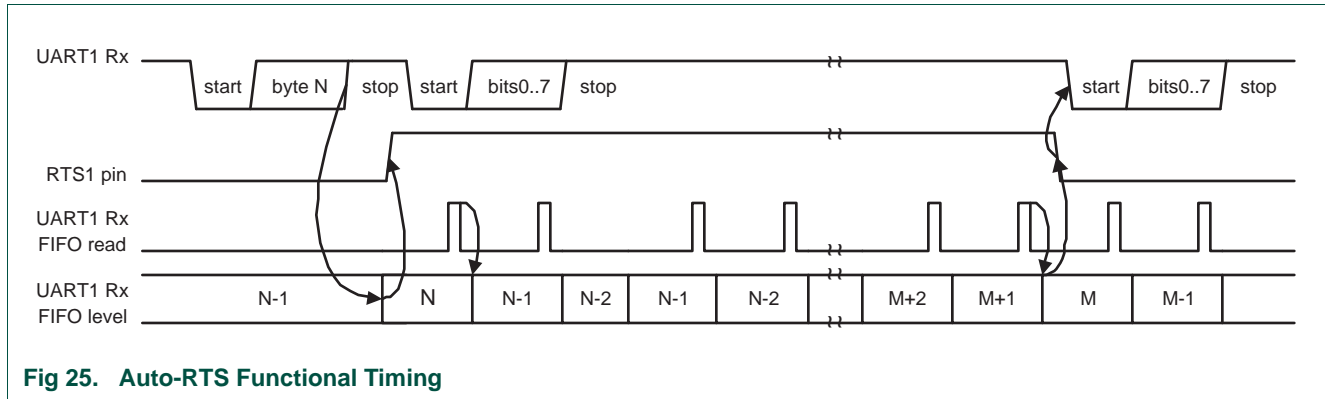 UART1 Rx
start byte N stop start bits0..7 stop start bits0..7 stop
RTS1 pin
UART1 Rx
FIFO read
UART1 Rx
FIFO level
N-1 N N-1 N-2 N-1 N-2 M+2 M+1 M M-1
Fig 25. Auto-RTS Functional Timing